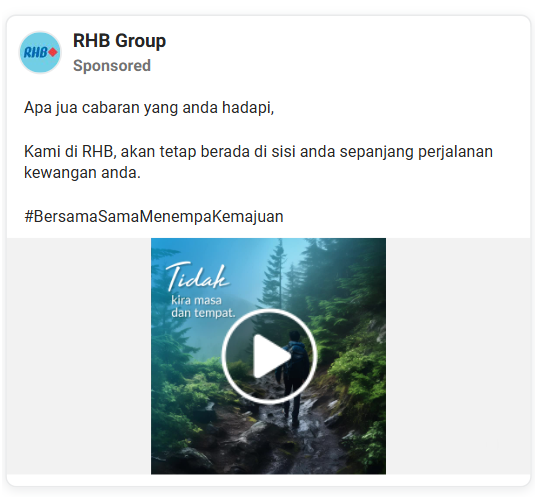 RHB
RHB Group
Sponsored
Apa jua cabaran yang anda hadapi,
Kami di RHB, akan tetap berada di sisi anda sepanjang perjalanan
kewangan anda.
#BersamaSamaMenempaKemajuan
Tidak
kira masa
dan tempat.